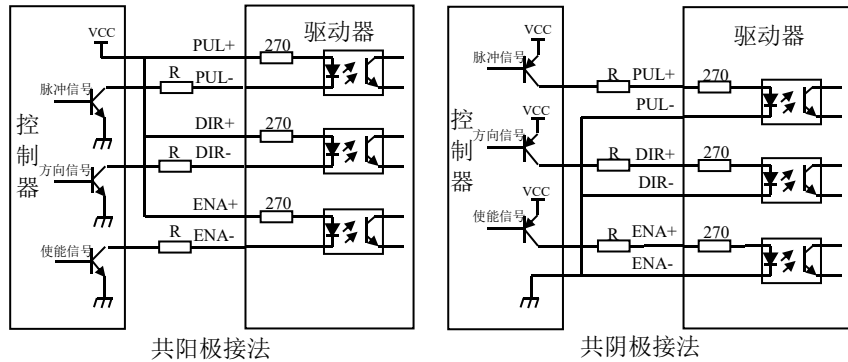 驱动器
VCC
PUL+
270
R
PUL-
脉冲信号
控制器
DIR+
270
方向信号
R
DIR-
ENA+
270
R
ENA-
使能信号
共阳极接法
驱动器
VCC
脉冲信号
R
PUL+
270
PUL-
VCC
控制器
方向信号
R
DIR+
270
DIR-
VCC
使能信号
R
ENA+
270
ENA-
共阴极接法